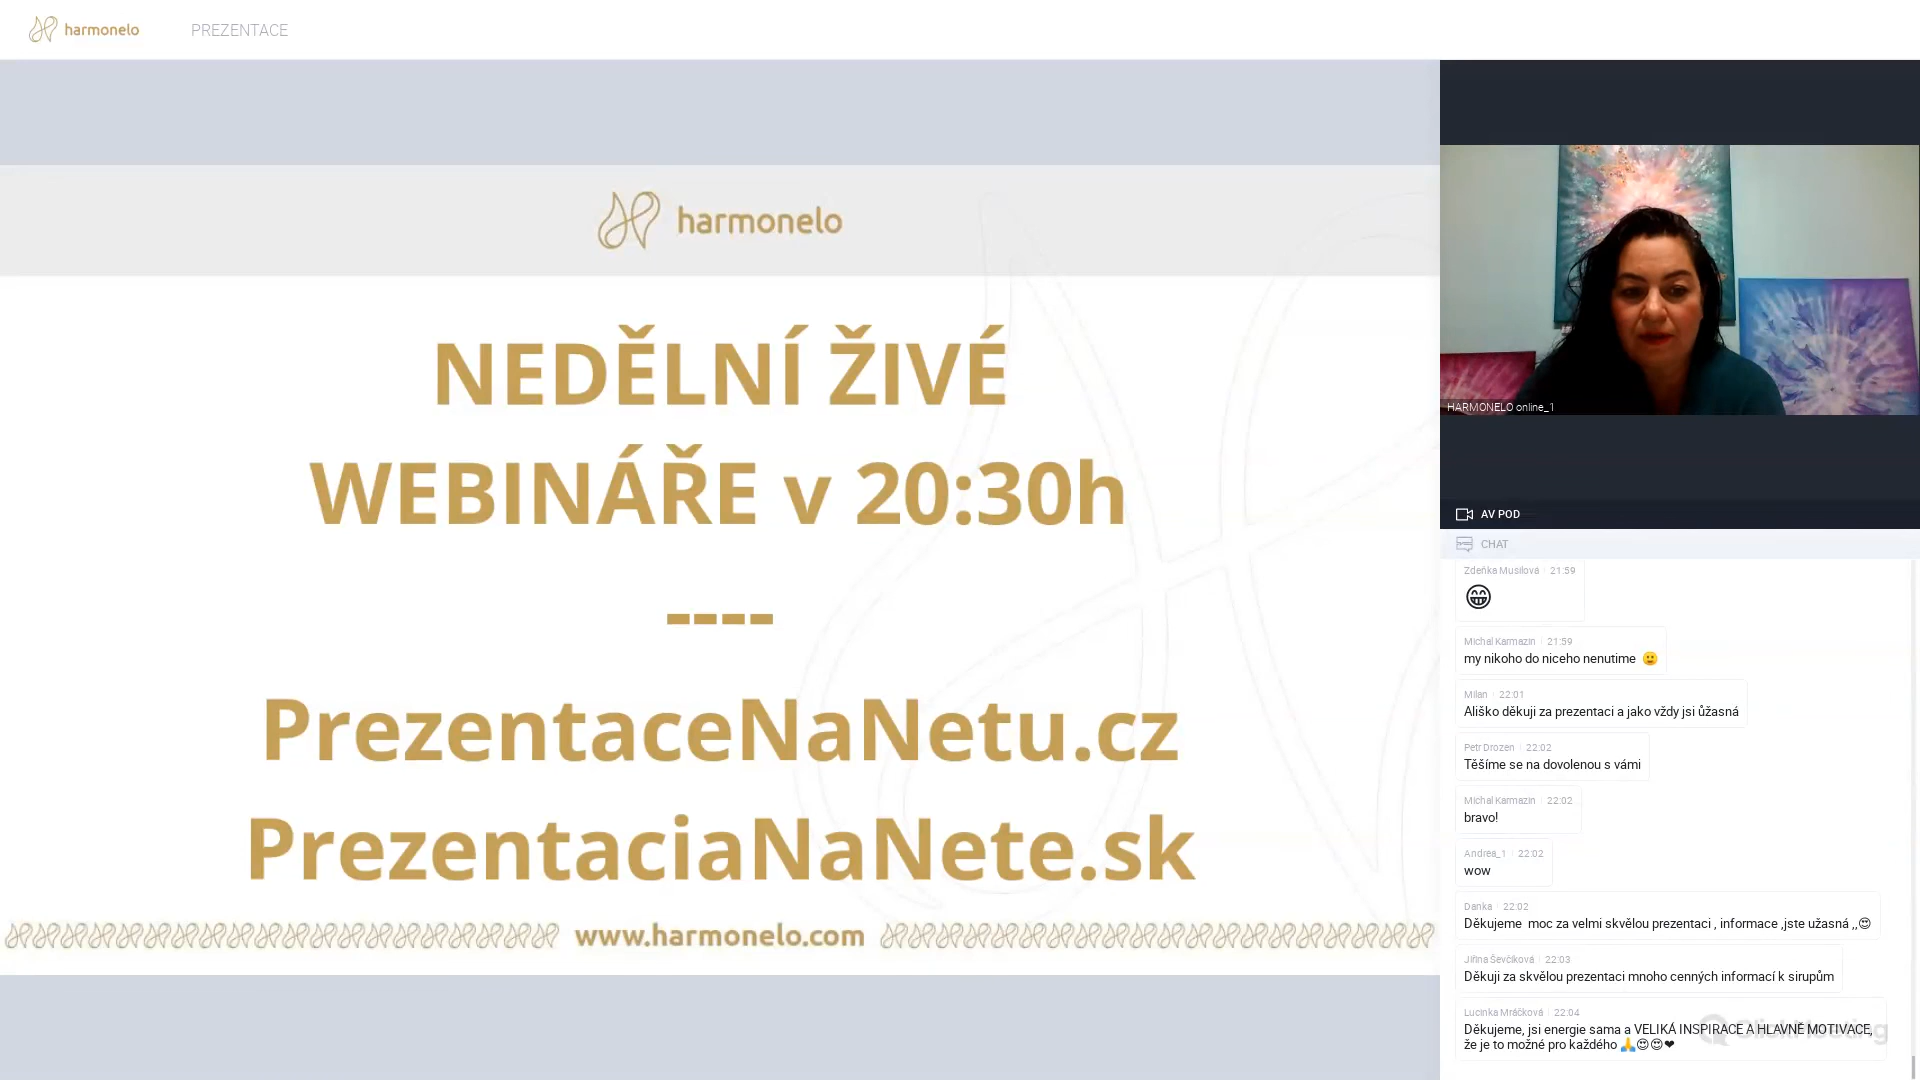 harmonelo
PREZENTACE
harmonelo
NEDĚLNÍ ŽIVÉ
WEBINÁŘE v 20:30h
----
PrezentaceNaNetu.cz
PrezentaciaNaNete.sk
www.harmonelo.com
HARMONELO online_1
AV POD
CHAT
Zdeňka Musilová 21:59
😁
Michal Karmazin 21:59
my nikoho do niceho nenutime 🙂
Milan 22:01
Ališko děkuji za prezentaci a jako vždy jsi ůžasná
Petr Drozen 22:02
Těšíme se na dovolenou s vámi
Michal Karmazin 22:02
bravo!
Andrea_1 22:02
wow
Danka 22:02
Děkujeme moc za velmi skvělou prezentaci , informace ,jste užasná ,,😍
Jiřina Ševčíková 22:03
Děkuji za skvělou prezentaci mnoho cenných informací k sirupům
Lucinka Mráčková 22:04
Děkujeme, jsi energie sama a VELIKÁ INSPIRACE A HLAVNĚ MOTIVACE,
že je to možné pro každého 🙏😍😍❤
ClickMeeting